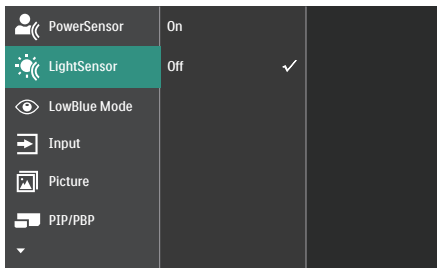 PowerSensor
On
LightSensor
Off
LowBlue Mode
Input
Picture
PIP/PBP